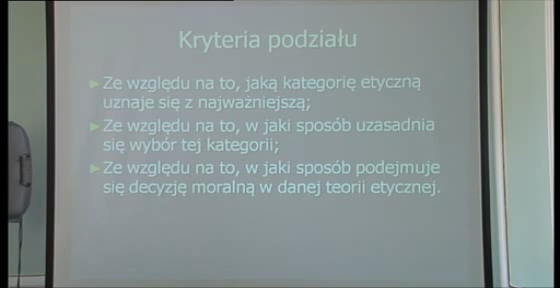 Kryteria podziału
Ze względu na to, jaką kategorię etyczną
uznaje się z najważniejszą;
Ze względu na to, w jaki sposób uzasadnia
się wybór tej kategorii;
Ze względu na to, w jaki sposób podejmuje
się decyzję moralną w danej teorii etycznej.